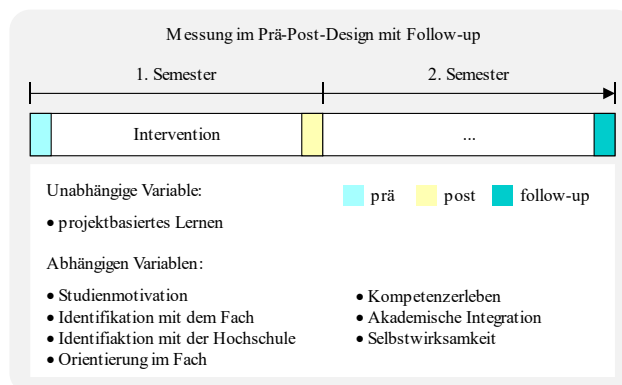 Messung im Prä-Post-Design mit Follow-up
1. Semester
2. Semester
Intervention
...
Unabhängige Variable:
• projektbasiertes Lernen
prä
post
follow-up
Abhängigen Variablen:
• Studienmotivation
• Identifikation mit dem Fach
• Identifiaktion mit der Hochschule
• Orientierung im Fach
• Kompetenzerleben
• Akademische Integration
• Selbstwirksamkeit